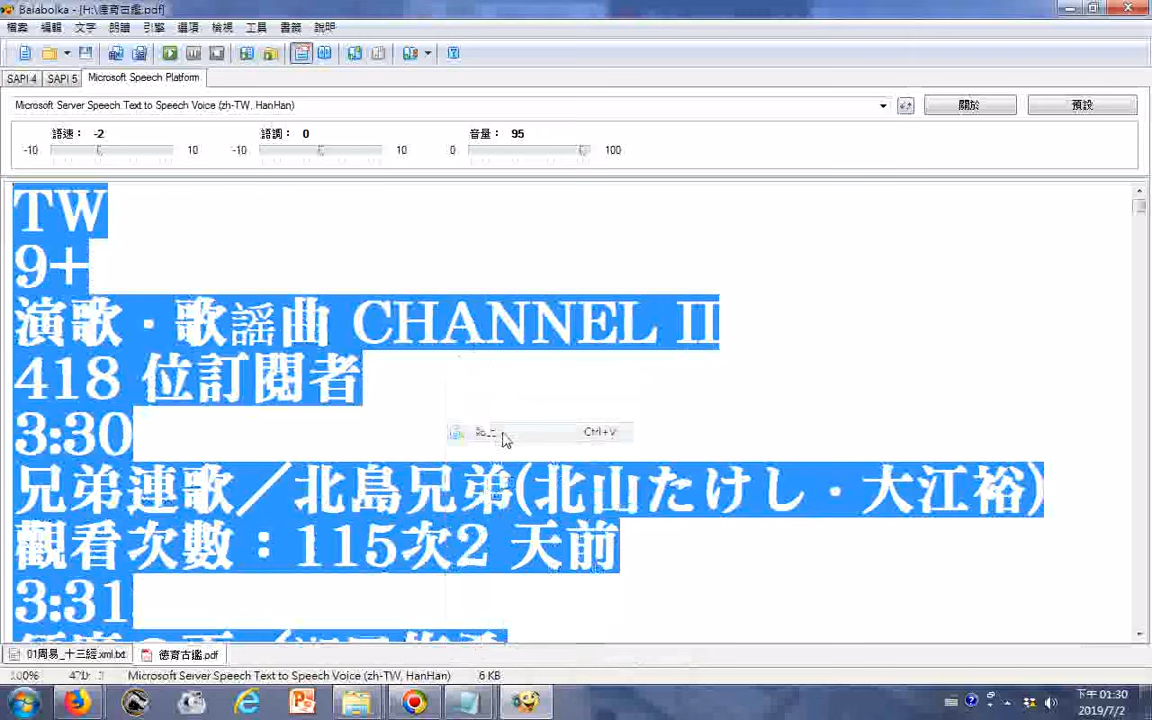 Balabolka - [H:\德育古鑑.pdf]
檔案 編輯 文字 朗讀 引擎 選項 檢視 工具 書籤 說明
SAPI 4 SAPI 5 Microsoft Speech Platform
Microsoft Server Speech Text to Speech Voice (zh-TW, HanHan) 關於 預設
語速： -2 語調： 0 音量： 95
-10 10 -10 10 0 100
TW
9+
演歌・歌謡曲 CHANNEL II
418 位訂閱者
3:30
Ctrl+V
兄弟連歌／北島兄弟(北山たけし・大江裕)
觀看次數：115次2 天前
3:31
01周易_十三經.xml.txt 德育古鑑.pdf
100% Microsoft Server Speech Text to Speech Voice (zh-TW, HanHan) 6 KB
下午 01:30
2019/7/2